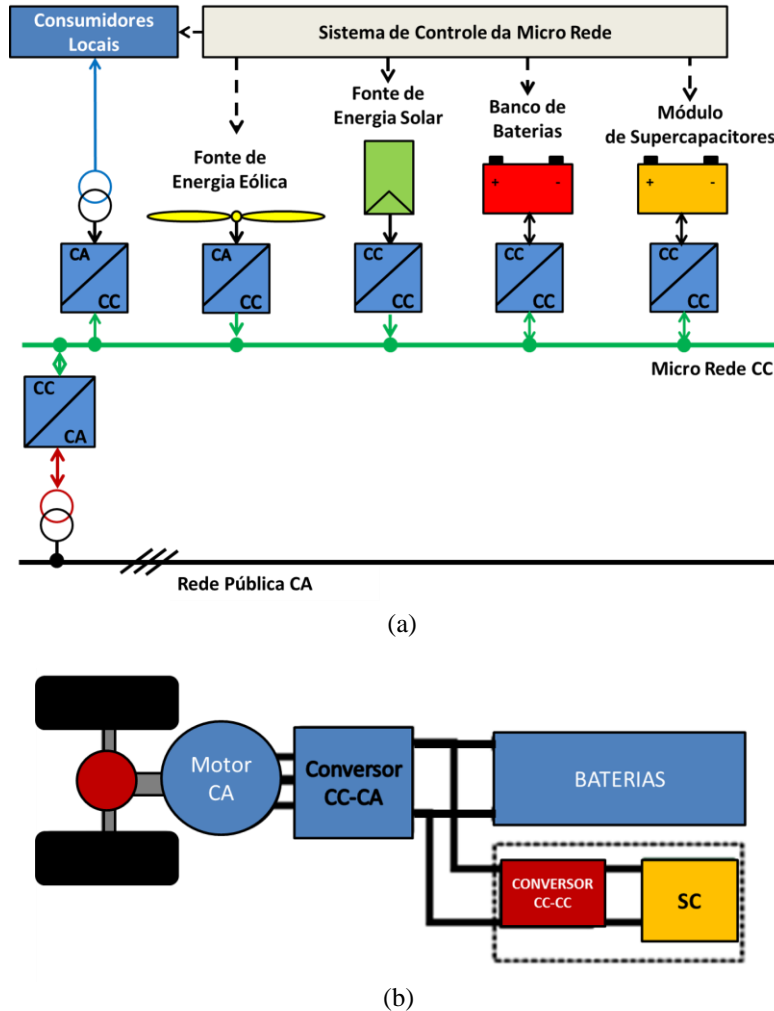 Consumidores
Locais
Sistema de Controle da Micro Rede
Fonte de
Energia Eólica
Fonte de
Energia Solar
Banco de
Baterias
Módulo
de Supercapacitores
+ -
+ -
CA
CC
CA
CC
CC
CC
CC
CC
CC
CC
Micro Rede CC
CC
CA
Rede Pública CA
(a)
Motor
CA
Conversor
CC-CA
BATERIAS
CONVERSOR
CC-CC
SC
(b)